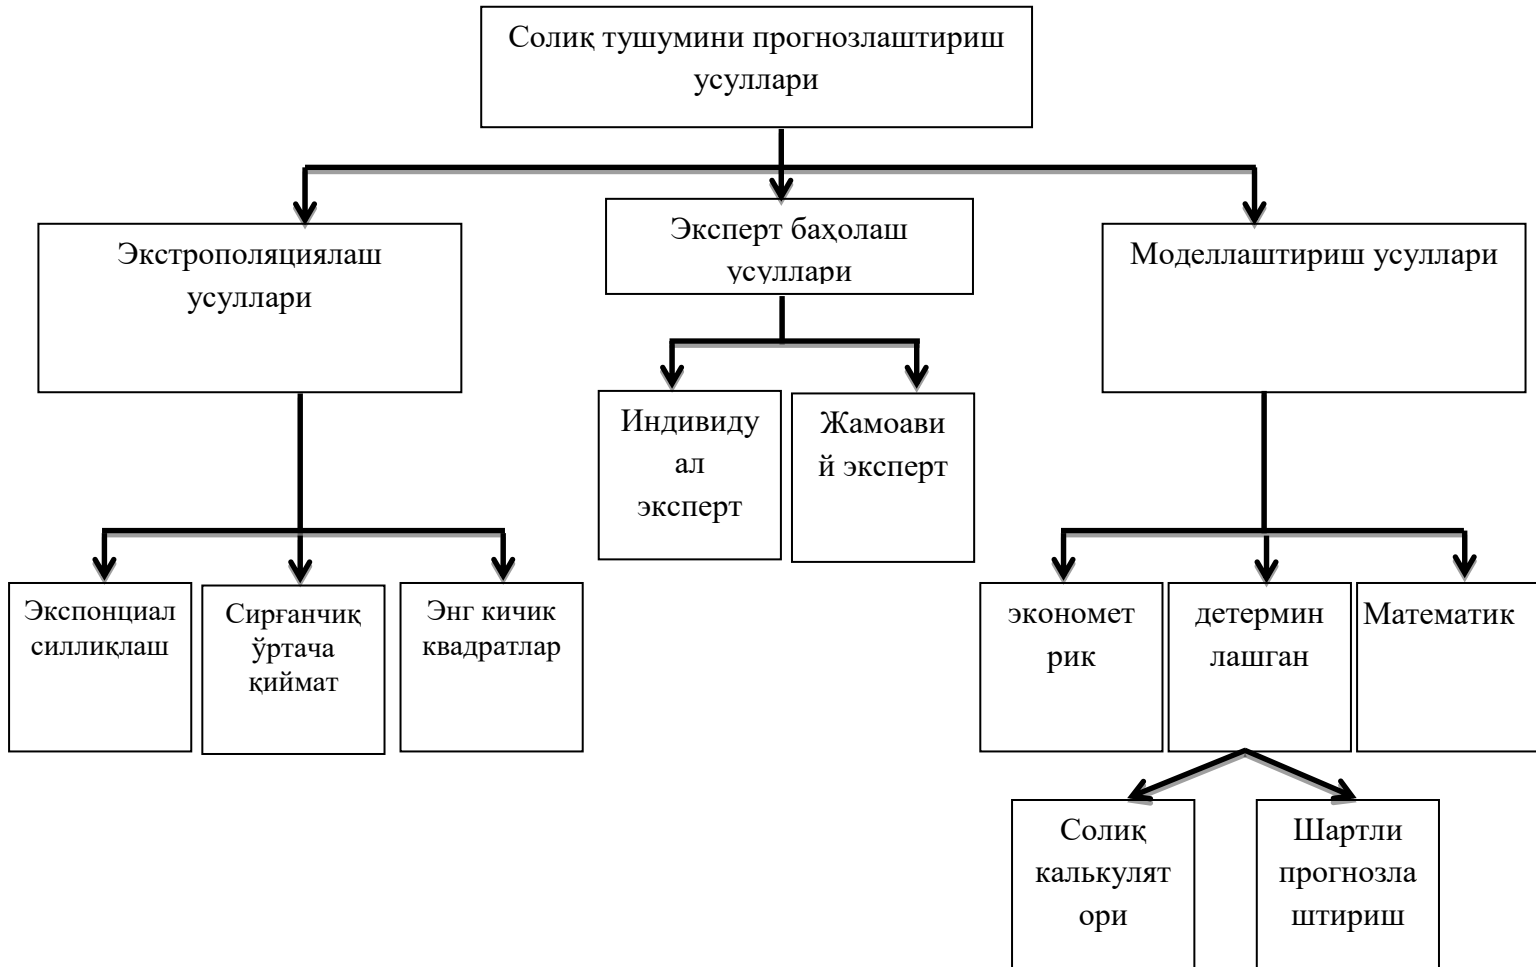 Солиқ тушумини прогнозлаштириш
усуллари
Экстрополяциялаш
усуллари
Эксперт баҳолаш
усуллари
Моделлаштириш усуллари
Индивиду
ал
эксперт
Жамоави
й эксперт
Экспонциал
силлиқлаш
Сирғанчиқ
ўртача
қиймат
Энг кичик
квадратлар
эконoмет
рик
детермин
лашган
Математик
Солиқ
калькулят
ори
Шартли
прогнозла
штириш